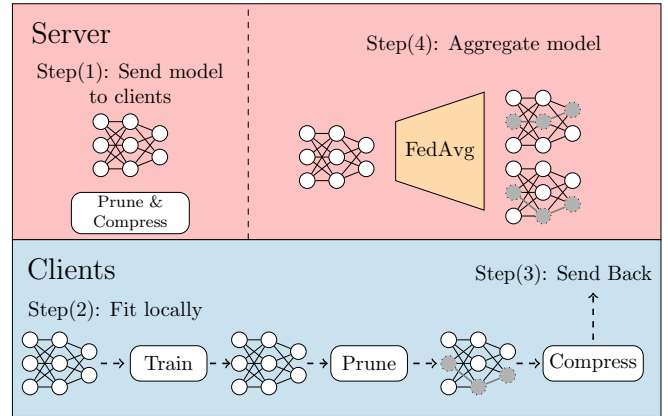 Server
Step(1): Send model
to clients
Prune &
Compress
Step(4): Aggregate model
FedAvg
Clients
Step(2): Fit locally
Train
Prune
Compress
Step(3): Send Back